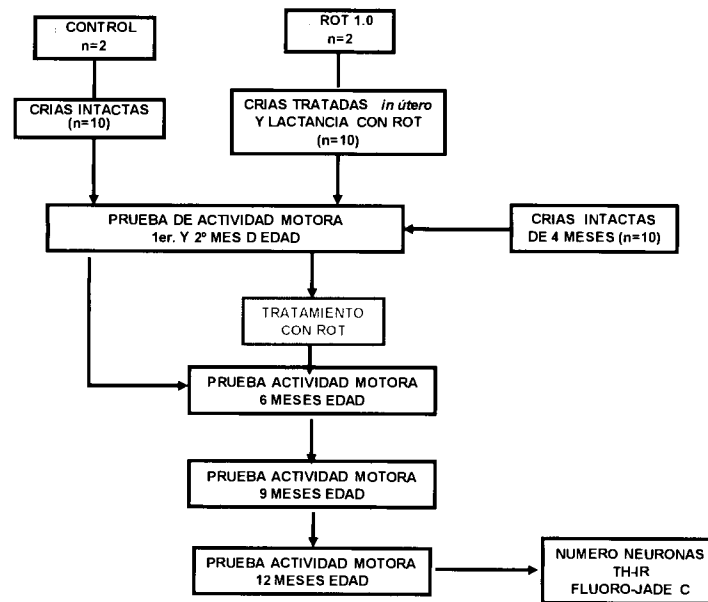 CONTROL
n=2
ROT 1.0
n=2
CRIAS INTACTAS
(n=10)
CRIAS TRATADAS in útero
Y LACTANCIA CON ROT
(n=10)
PRUEBA DE ACTIVIDAD MOTORA
1er. Y 2º MES D EDAD
CRIAS INTACTAS
DE 4 MESES (n=10)
TRATAMIENTO
CON ROT
PRUEBA ACTIVIDAD MOTORA
6 MESES EDAD
PRUEBA ACTIVIDAD MOTORA
9 MESES EDAD
PRUEBA ACTIVIDAD MOTORA
12 MESES EDAD
NUMERO NEURONAS
TH-IR
FLUORO-JADE C